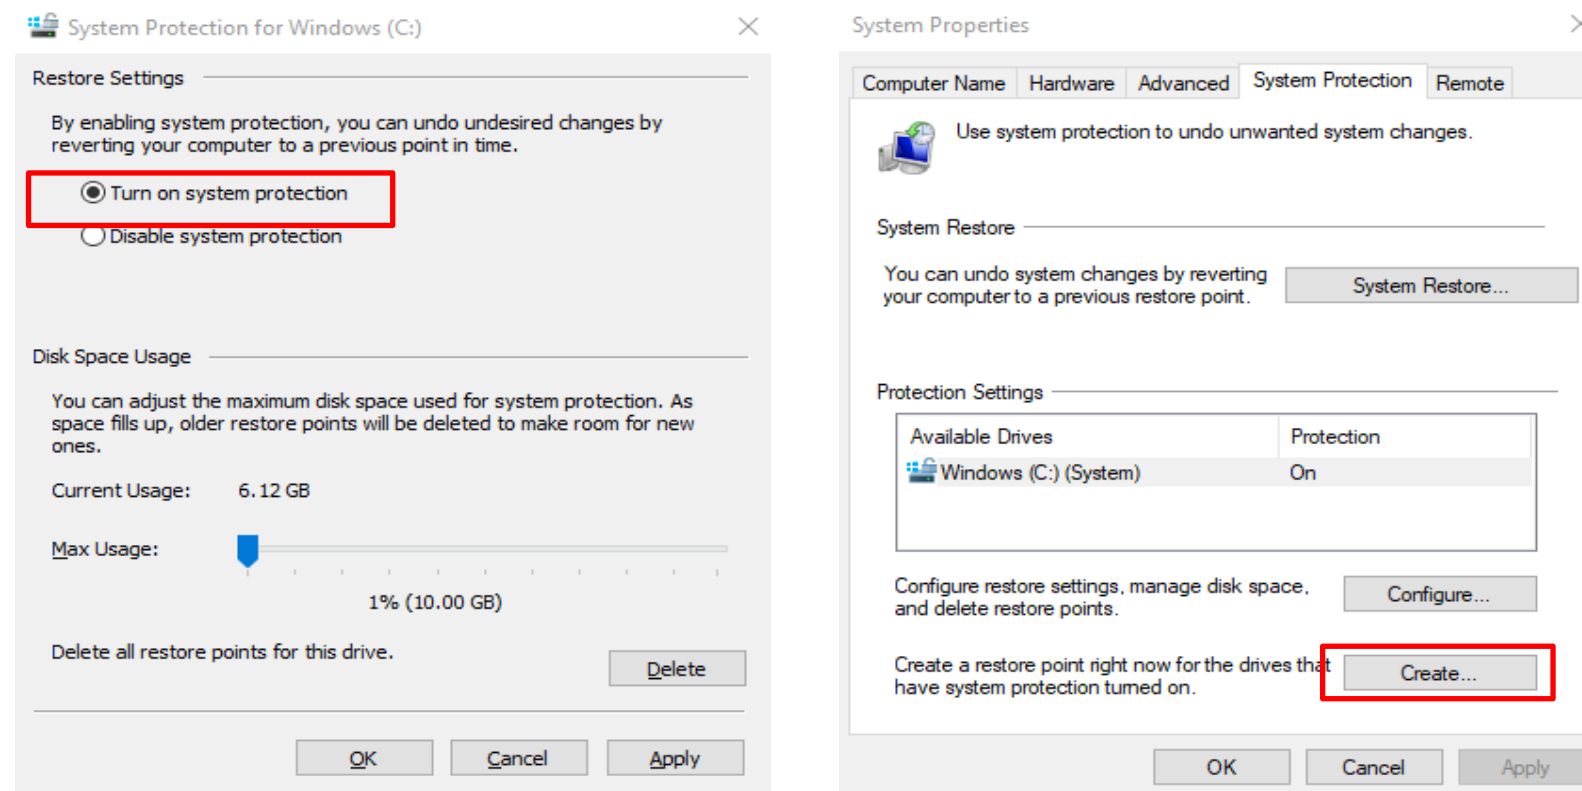 System Protection for Windows (C:)
Restore Settings
By enabling system protection, you can undo undesired changes by
reverting your computer to a previous point in time.
Turn on system protection
Disable system protection
Disk Space Usage
You can adjust the maximum disk space used for system protection. As
space fills up, older restore points will be deleted to make room for new
ones.
Current Usage: 6.12 GB
Max Usage:
1% (10.00 GB)
Delete all restore points for this drive.
Delete
OK Cancel Apply
System Properties
Computer Name Hardware Advanced System Protection Remote
Use system protection to undo unwanted system changes.
System Restore
You can undo system changes by reverting
your computer to a previous restore point.
System Restore...
Protection Settings
Available Drives Protection
Windows (C:) (System) On
Configure restore settings, manage disk space,
and delete restore points.
Configure...
Create a restore point right now for the drives that
have system protection turned on.
Create...
OK Cancel Apply